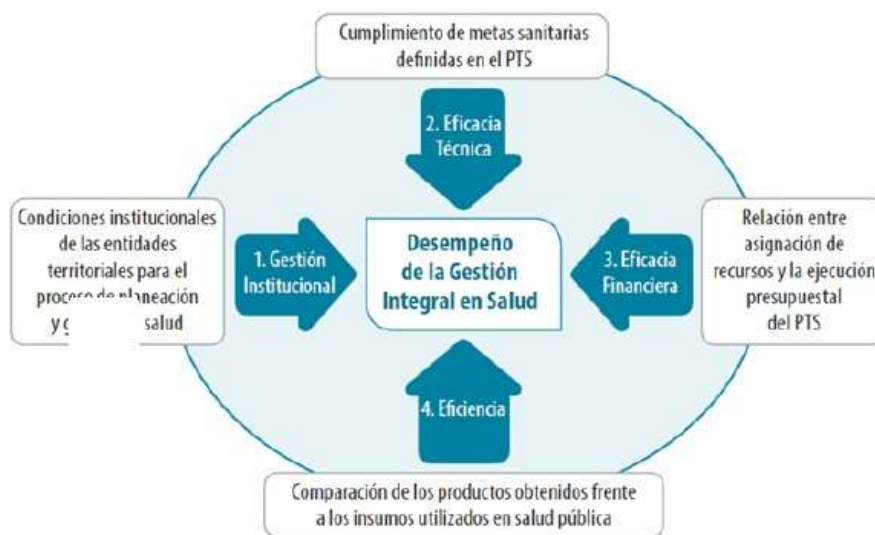 Cumplimiento de metas sanitarias
definidas en el PTS
2. Eficacia
Técnica
Condiciones institucionales
de las entidades
territoriales para el
proceso de planeación
y g salud
1. Gestión
Institucional
Desempeño
de la Gestión
Integral en Salud
3. Eficacia
Financiera
Relación entre
asignación de
recursos y la ejecución
presupuestal
del PTS
4. Eficiencia
Comparación de los productos obtenidos frente
a los insumos utilizados en salud pública